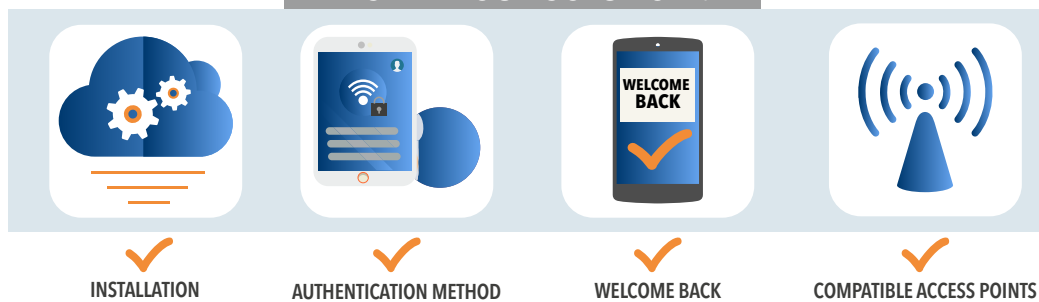 WELCOME
BACK
INSTALLATION
AUTHENTICATION METHOD
WELCOME BACK
COMPATIBLE ACCESS POINTS